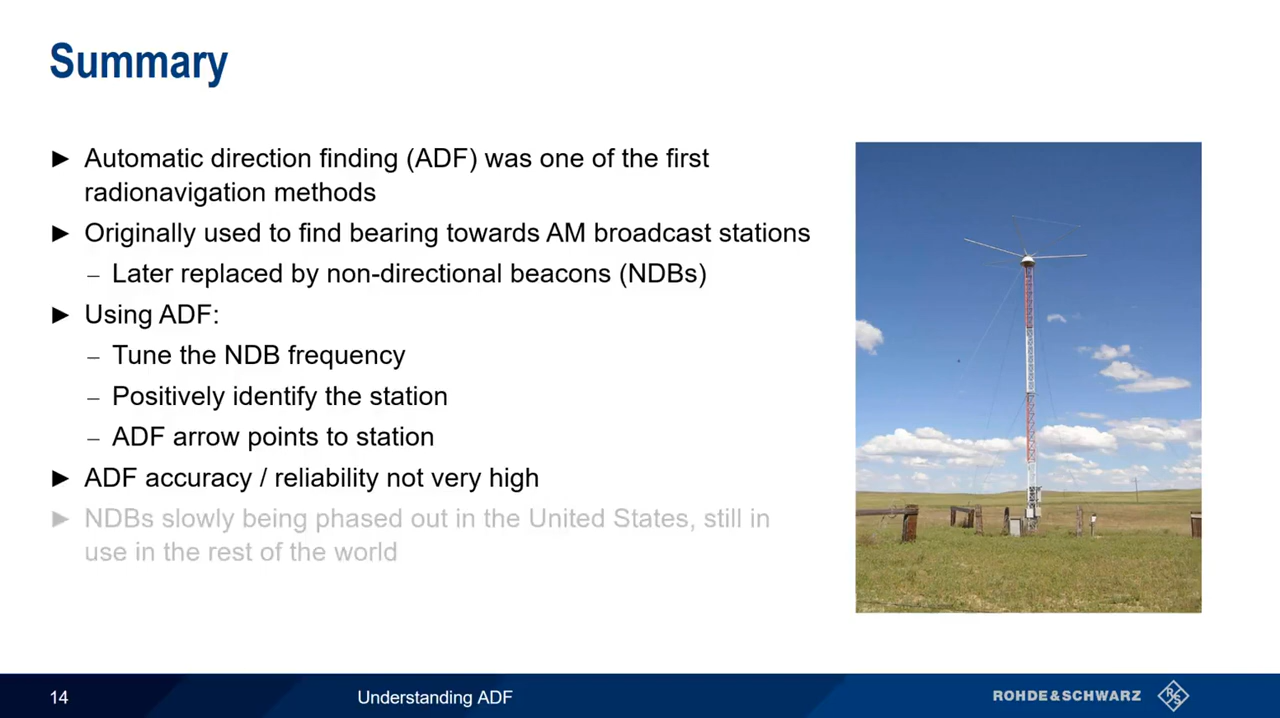 Summary
► Automatic direction finding (ADF) was one of the first
radionavigation methods
► Originally used to find bearing towards AM broadcast stations
– Later replaced by non-directional beacons (NDBs)
► Using ADF:
– Tune the NDB frequency
– Positively identify the station
– ADF arrow points to station
► ADF accuracy / reliability not very high
► NDBs slowly being phased out in the United States, still in
use in the rest of the world
14
Understanding ADF
ROHDE&SCHWARZ
R&S